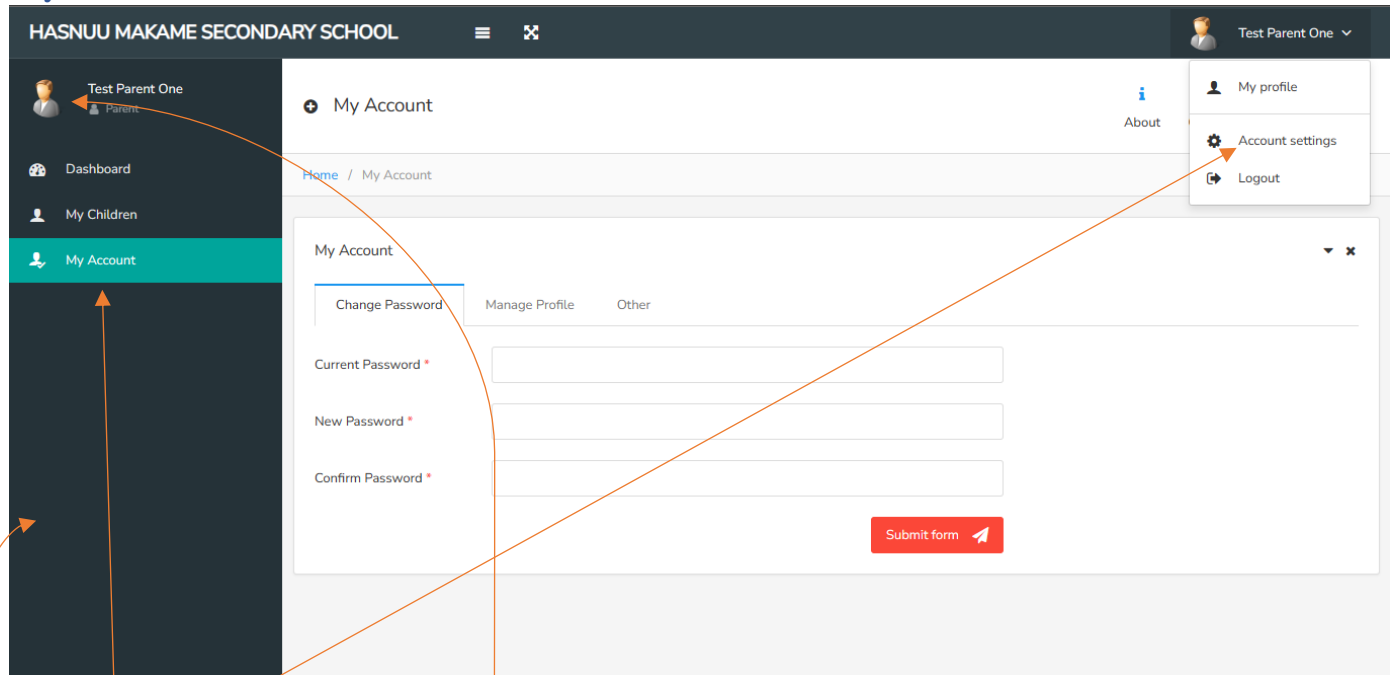 HASNUU MAKAME SECONDARY SCHOOL
Test Parent One
Test Parent One
Parent
Dashboard
My Children
My Account
My Account
About
My profile
Account settings
Logout
Home / My Account
My Account
Change Password Manage Profile Other
Current Password *
New Password *
Confirm Password *
Submit form